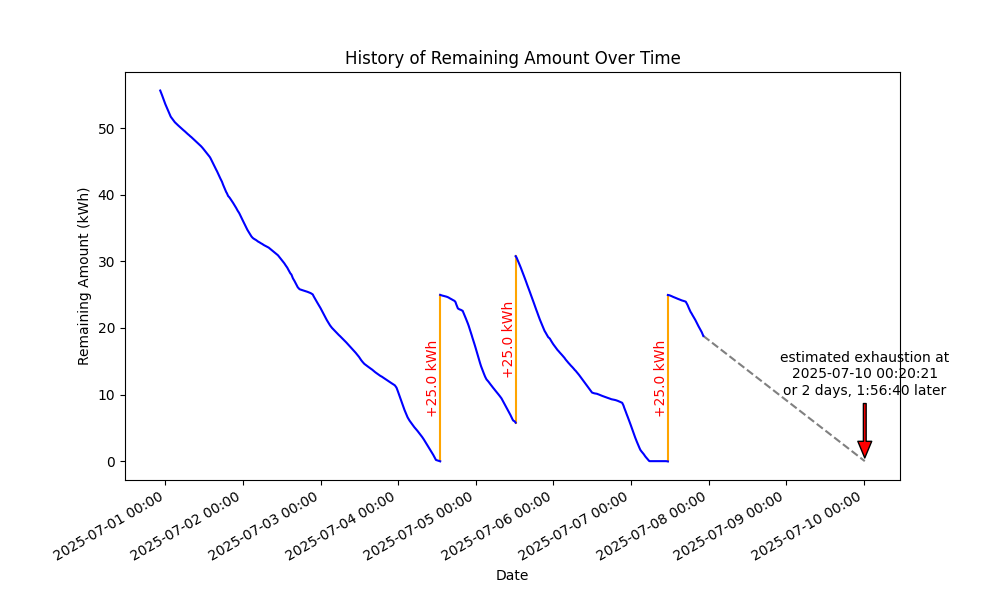 History of Remaining Amount Over Time
Remaining Amount (kWh)
50
40
30
20
10
0
+25.0 kWh
+25.0 kWh
+25.0 kWh
estimated exhaustion at
2025-07-10 00:20:21
or 2 days, 1:56:40 later
2025-07-01 00:00
2025-07-02 00:00
2025-07-03 00:00
2025-07-04 00:00
2025-07-05 00:00
2025-07-06 00:00
2025-07-07 00:00
2025-07-08 00:00
2025-07-09 00:00
2025-07-10 00:00
Date